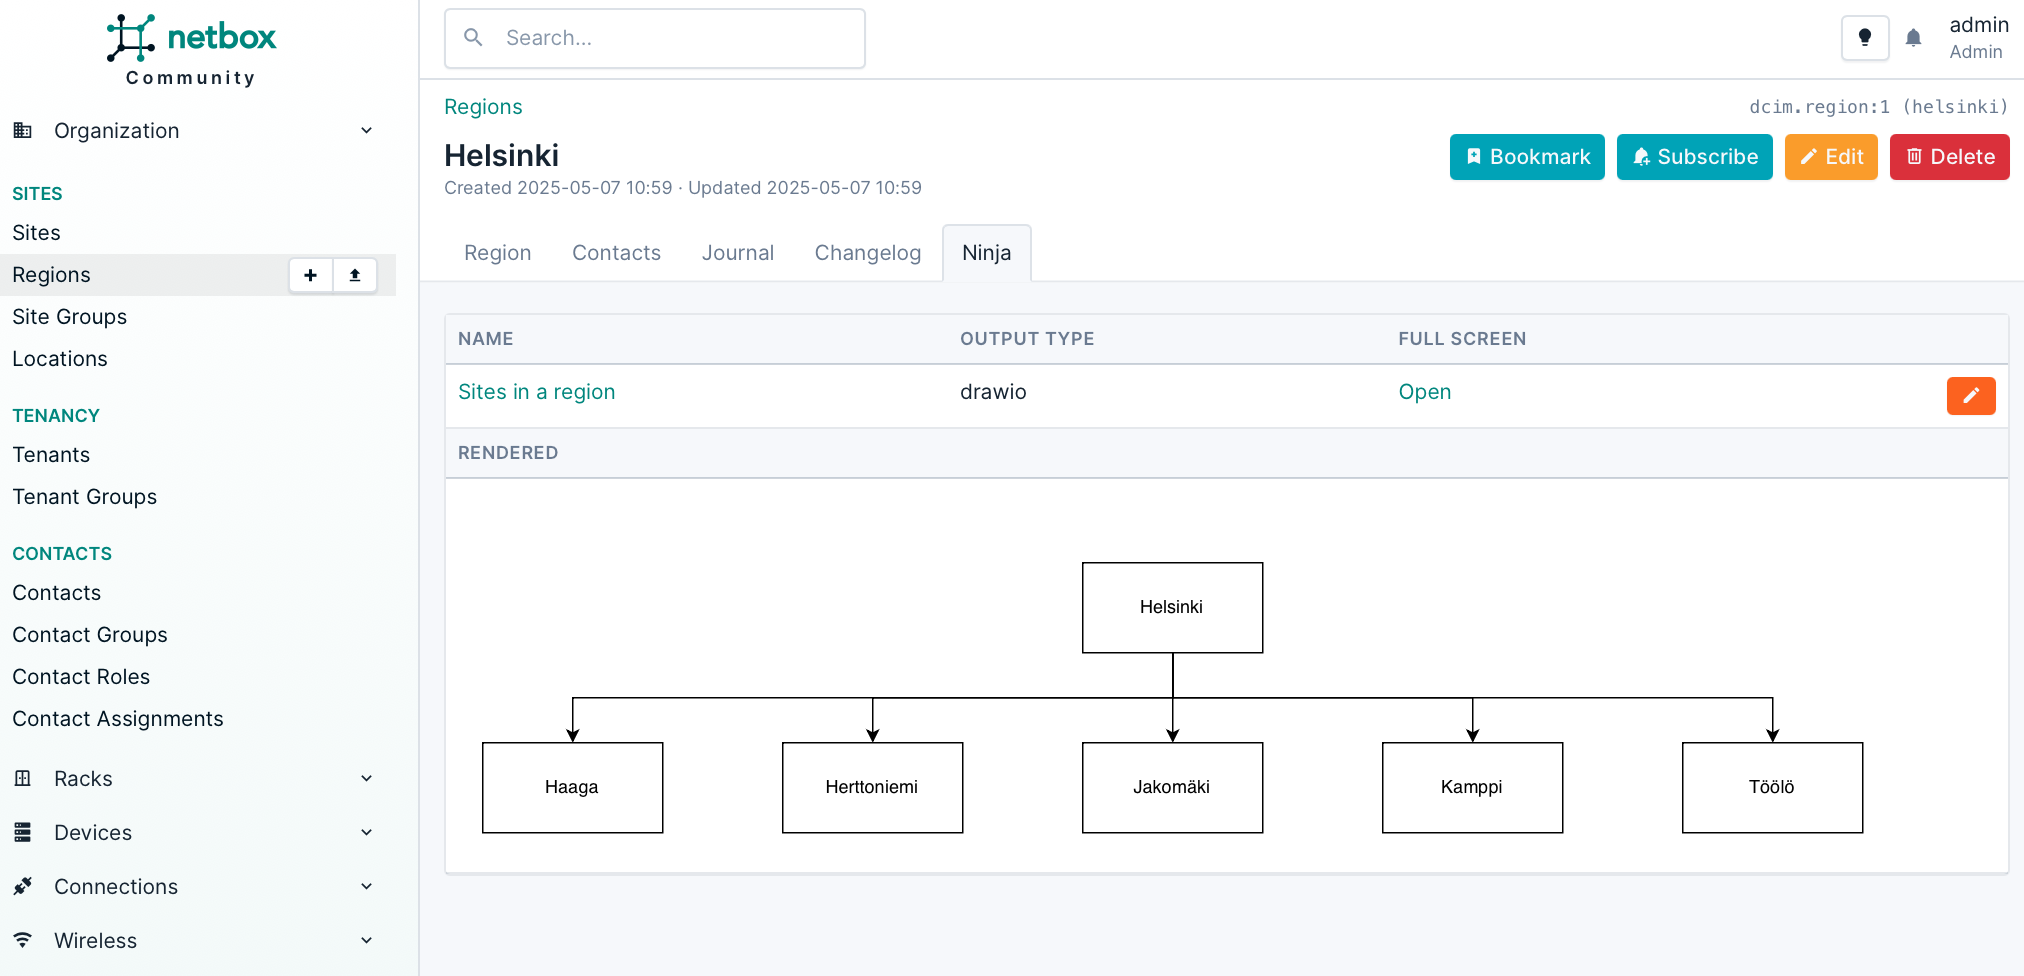 netbox
Community
Search...
admin
Admin
Organization
SITES
Sites
Regions
Site Groups
Locations
TENANCY
Tenants
Tenant Groups
CONTACTS
Contacts
Contact Groups
Contact Roles
Contact Assignments
Racks
Devices
Connections
Wireless
Regions
dcim.region:1 (helsinki)
Helsinki
Created 2025-05-07 10:59 · Updated 2025-05-07 10:59
Bookmark Subscribe Edit Delete
Region Contacts Journal Changelog Ninja
NAME OUTPUT TYPE FULL SCREEN
Sites in a region drawio Open
RENDERED
Helsinki
Haaga Herttoniemi Jakomäki Kamppi Töölö